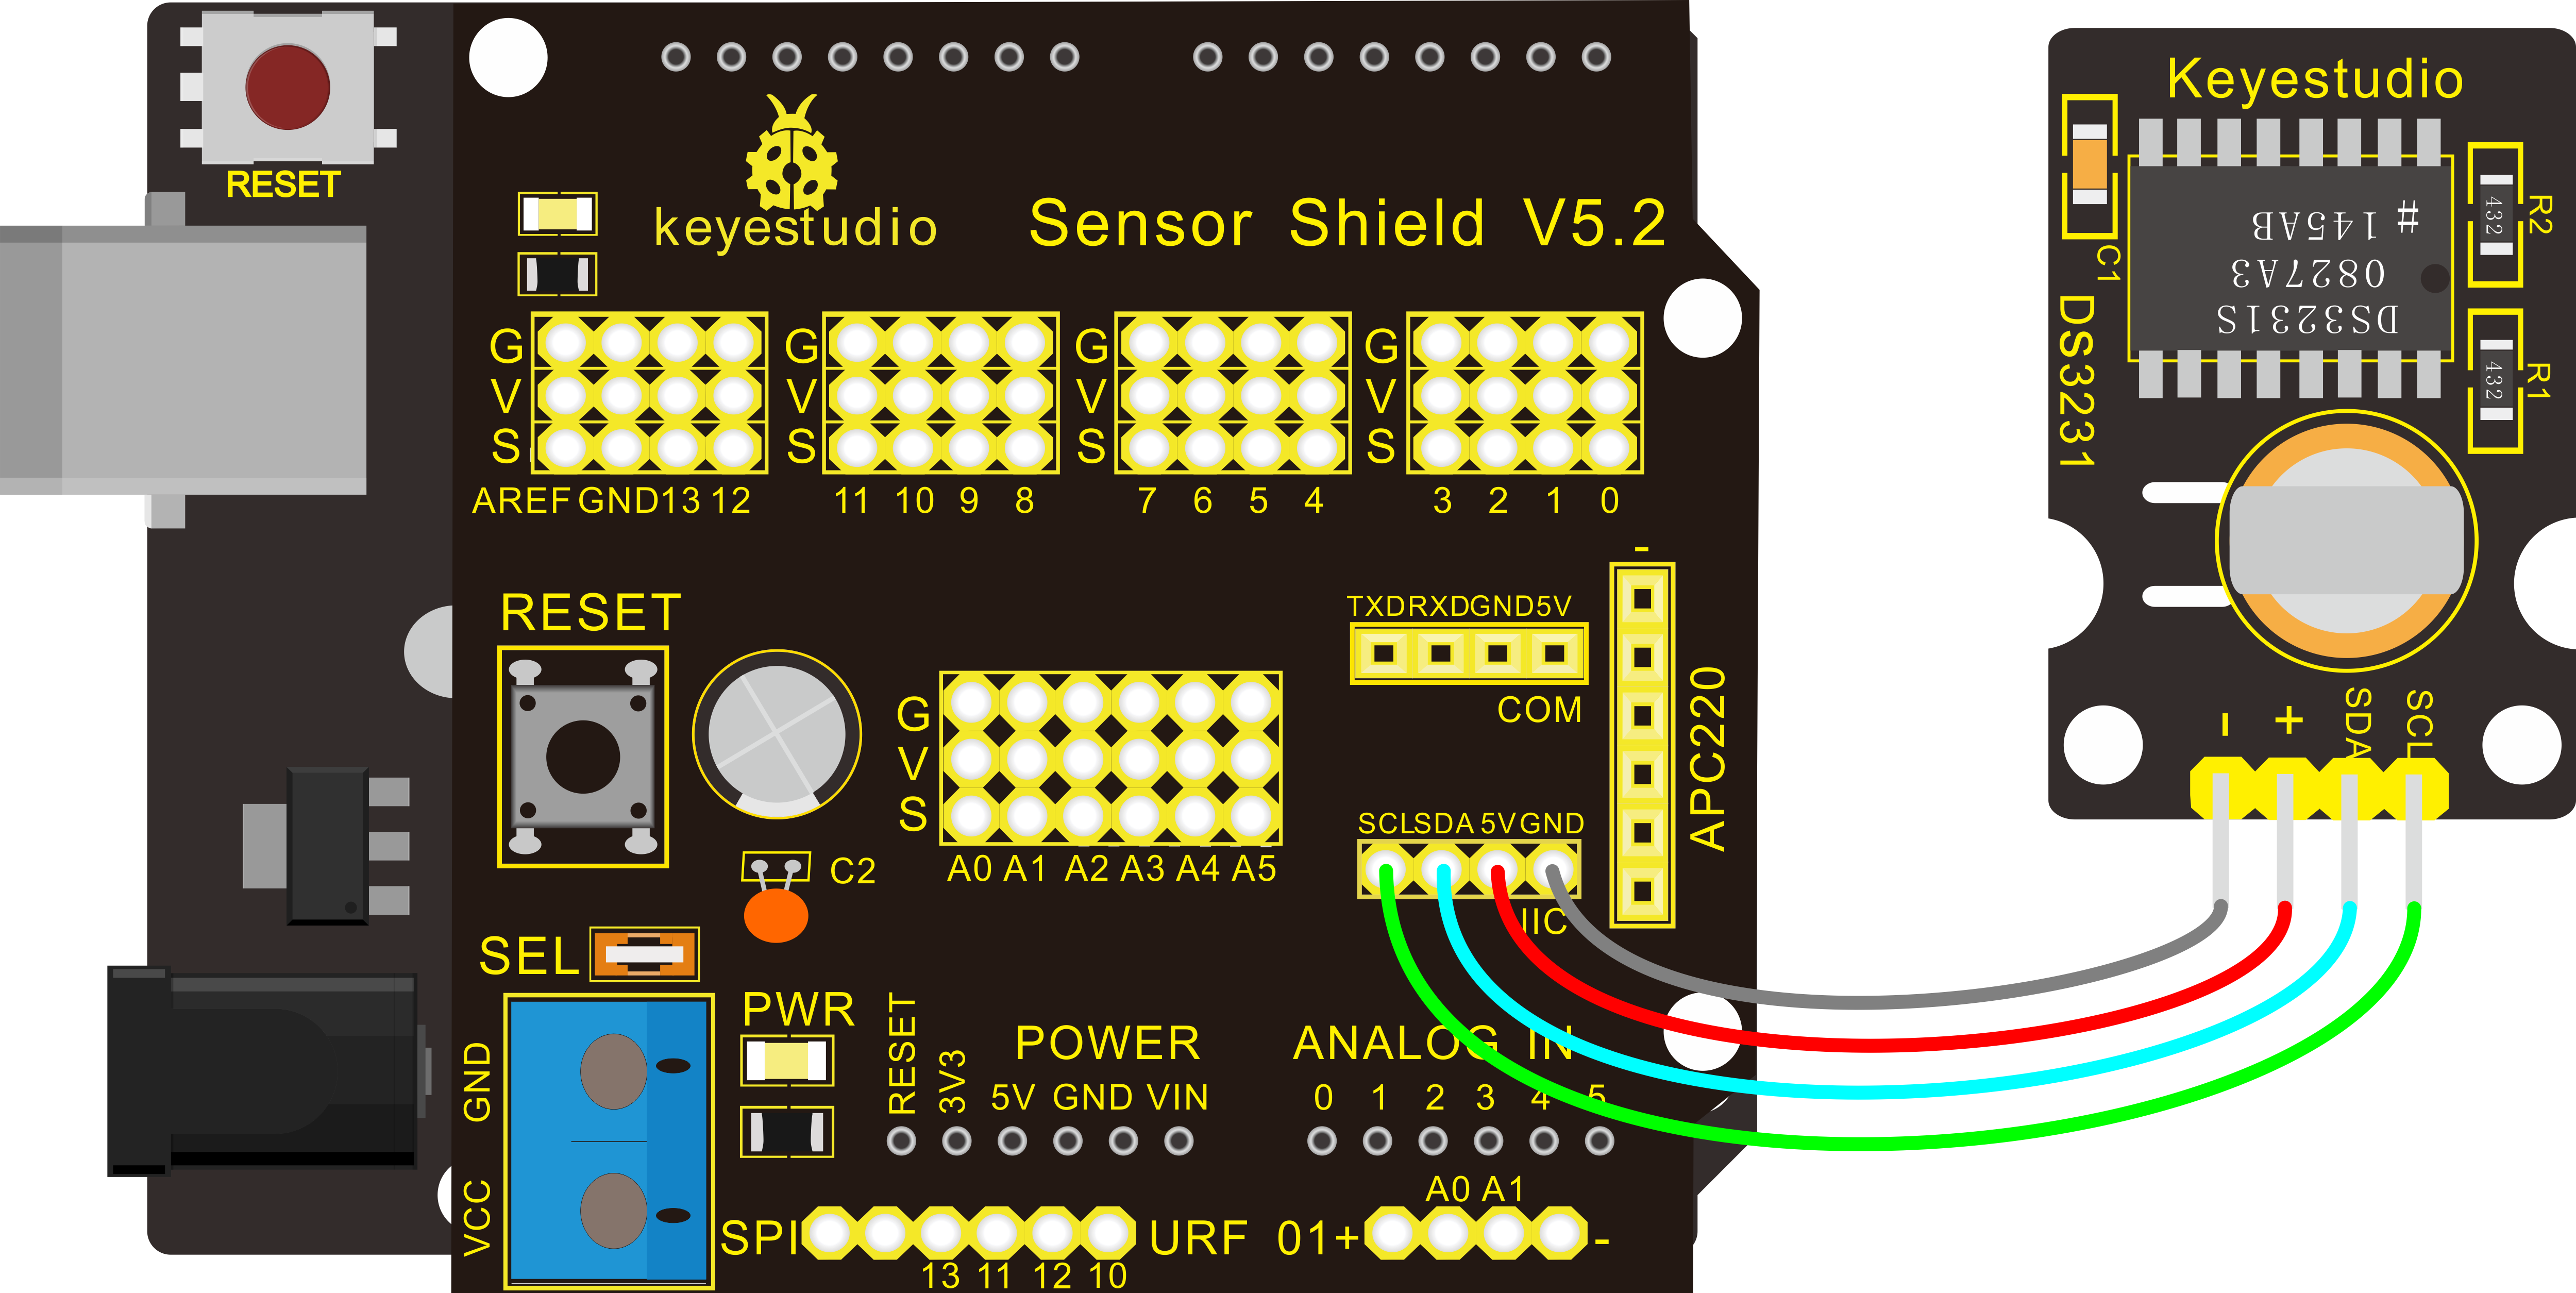 RESET
keyestudio
Sensor Shield V5.2
G G G G
V V V V
S S S S
AREF GND 13 12 11 10 9 8 7 6 5 4 3 2 1 0
RESET
-
TXD RXD GND 5V
COM
APC220
G
V
S
A0 A1 A2 A3 A4 A5
SCL SDA 5V GND
IIC
C2
SEL
PWR
GND
VCC
RESET
3V3
POWER
5V GND VIN
ANALOG IN
0 1 2 3 4 5
A0 A1
SPI
URF
01+
-
13 11 12 10
Keyestudio
C1
R2
432
# 145AB
0827A3
DS3231S
R1
432
DS3231
- + SDA SCL